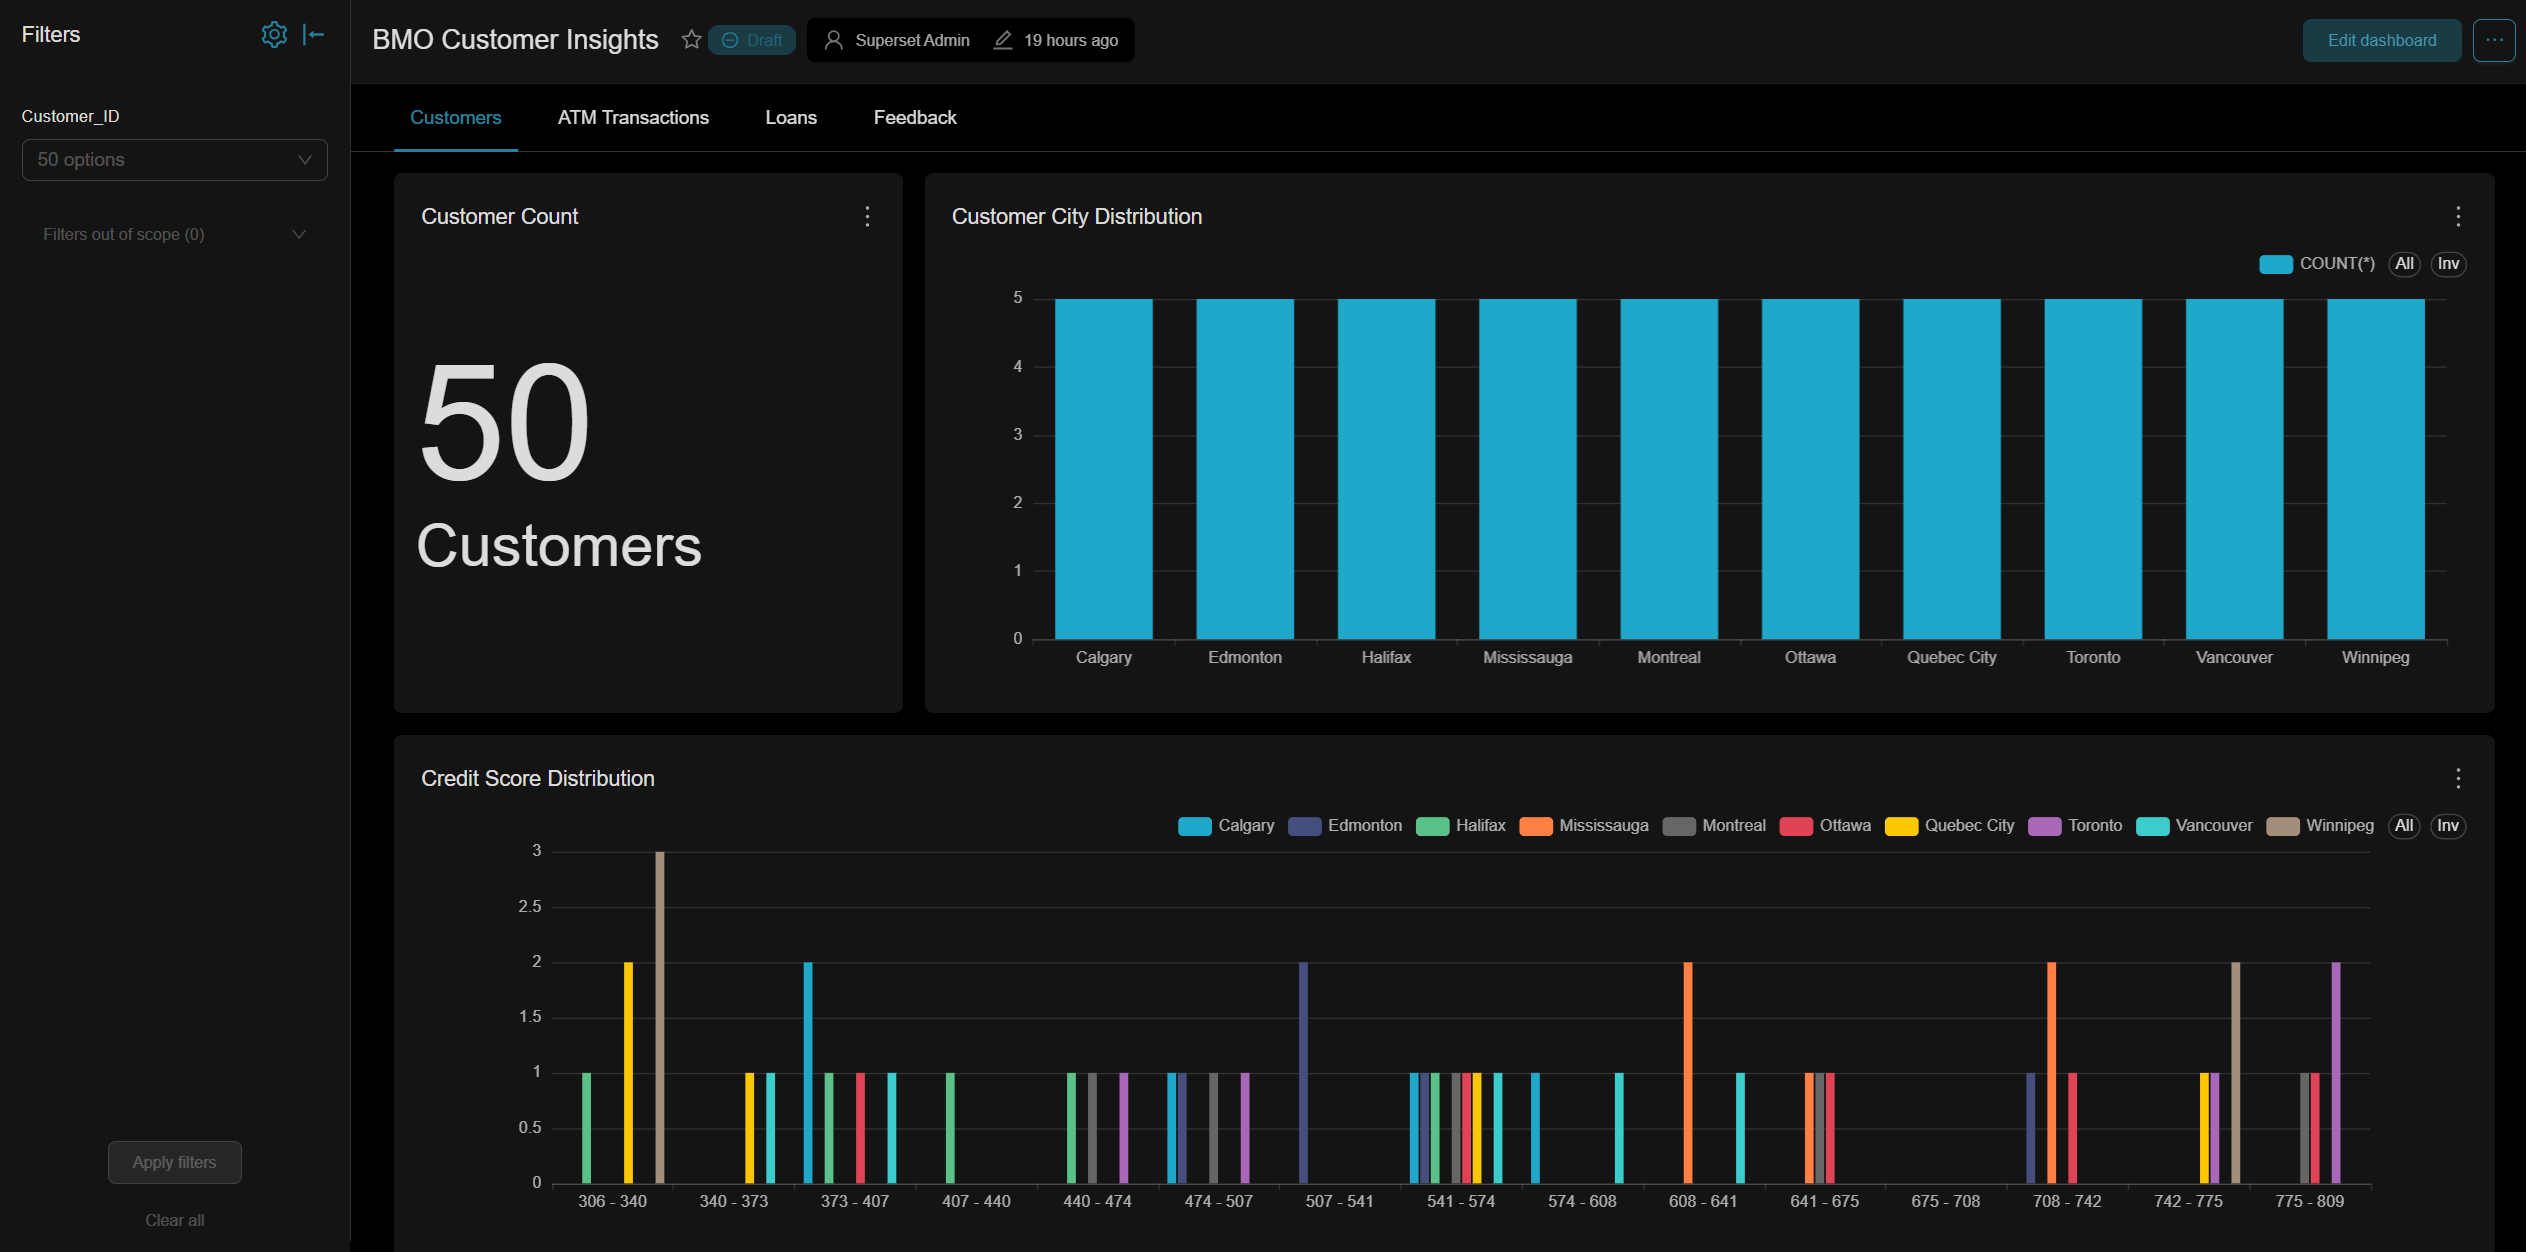 Filters
Customer_ID
50 options
Filters out of scope (0)
Apply filters
Clear all
BMO Customer Insights
Draft
Superset Admin
19 hours ago
Edit dashboard
Customers
ATM Transactions
Loans
Feedback
Customer Count
50
Customers
Customer City Distribution
COUNT(*) All Inv
5
4
3
2
1
0
Calgary Edmonton Halifax Mississauga Montreal Ottawa Quebec City Toronto Vancouver Winnipeg
Credit Score Distribution
Calgary Edmonton Halifax Mississauga Montreal Ottawa Quebec City Toronto Vancouver Winnipeg All Inv
3
2.5
2
1.5
1
0.5
0
306 - 340 340 - 373 373 - 407 407 - 440 440 - 474 474 - 507 507 - 541 541 - 574 574 - 608 608 - 641 641 - 675 675 - 708 708 - 742 742 - 775 775 - 809